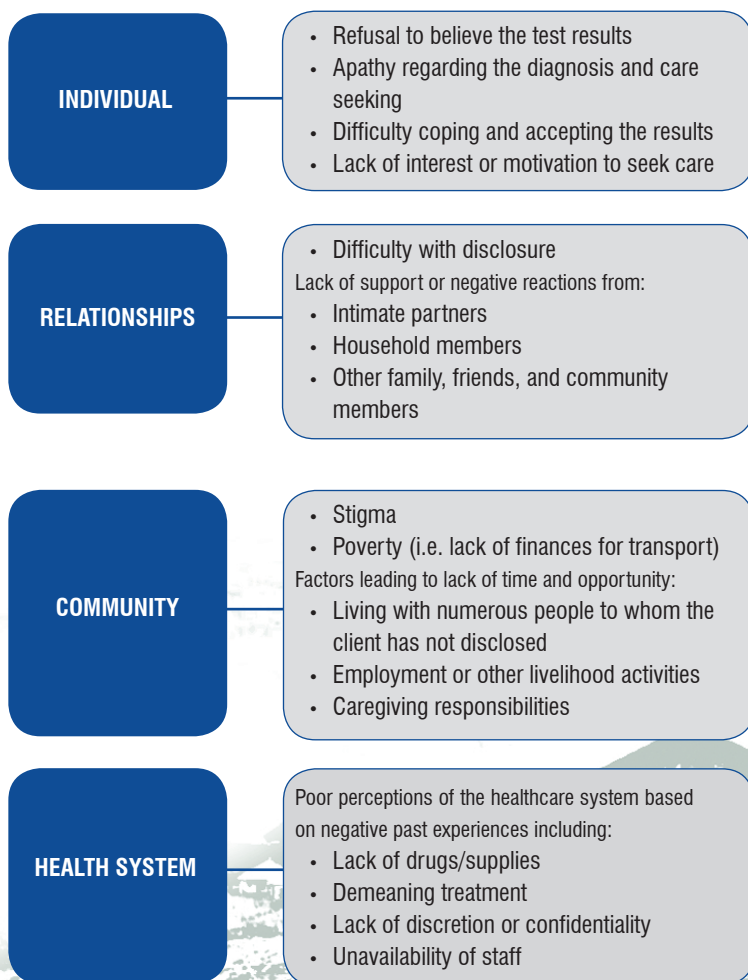 INDIVIDUAL
• Refusal to believe the test results
• Apathy regarding the diagnosis and care
seeking
• Difficulty coping and accepting the results
• Lack of interest or motivation to seek care
RELATIONSHIPS
• Difficulty with disclosure
Lack of support or negative reactions from:
• Intimate partners
• Household members
• Other family, friends, and community
members
COMMUNITY
• Stigma
• Poverty (i.e. lack of finances for transport)
Factors leading to lack of time and opportunity:
• Living with numerous people to whom the
client has not disclosed
• Employment or other livelihood activities
• Caregiving responsibilities
HEALTH SYSTEM
Poor perceptions of the healthcare system based
on negative past experiences including:
• Lack of drugs/supplies
• Demeaning treatment
• Lack of discretion or confidentiality
• Unavailability of staff